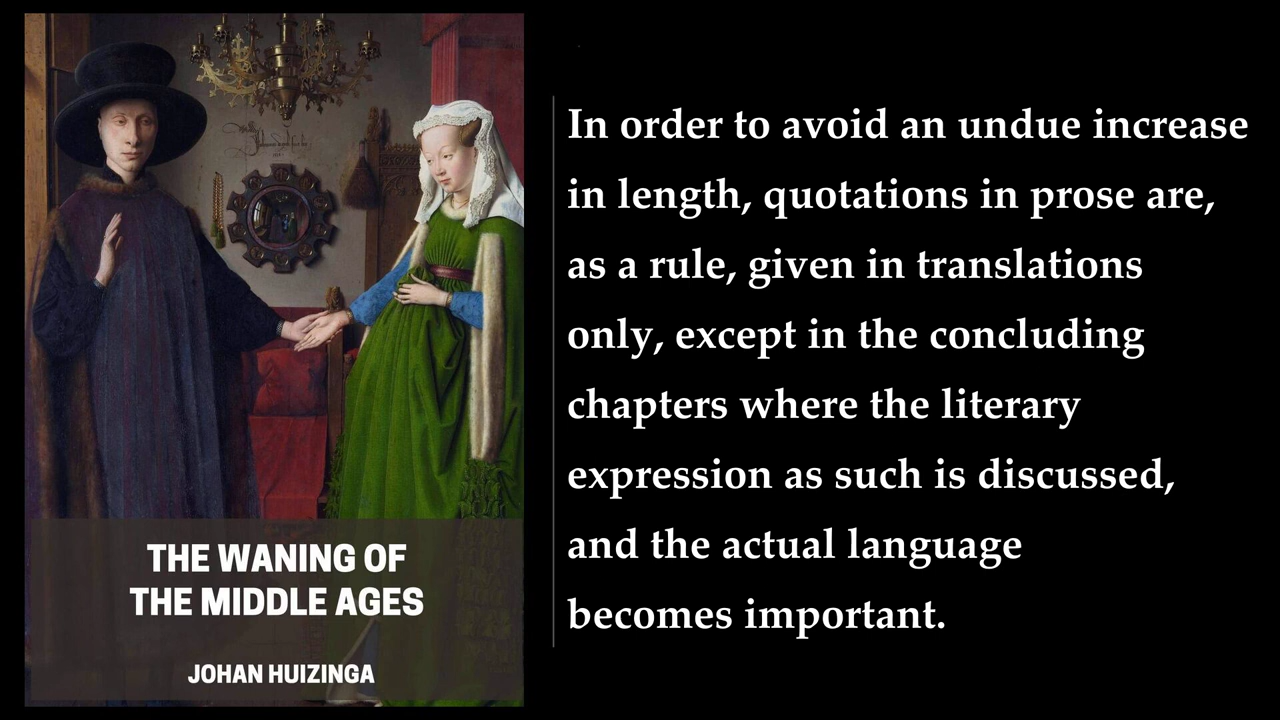 THE WANING OF
THE MIDDLE AGES
JOHAN HUIZINGA
In order to avoid an undue increase
in length, quotations in prose are,
as a rule, given in translations
only, except in the concluding
chapters where the literary
expression as such is discussed,
and the actual language
becomes important.